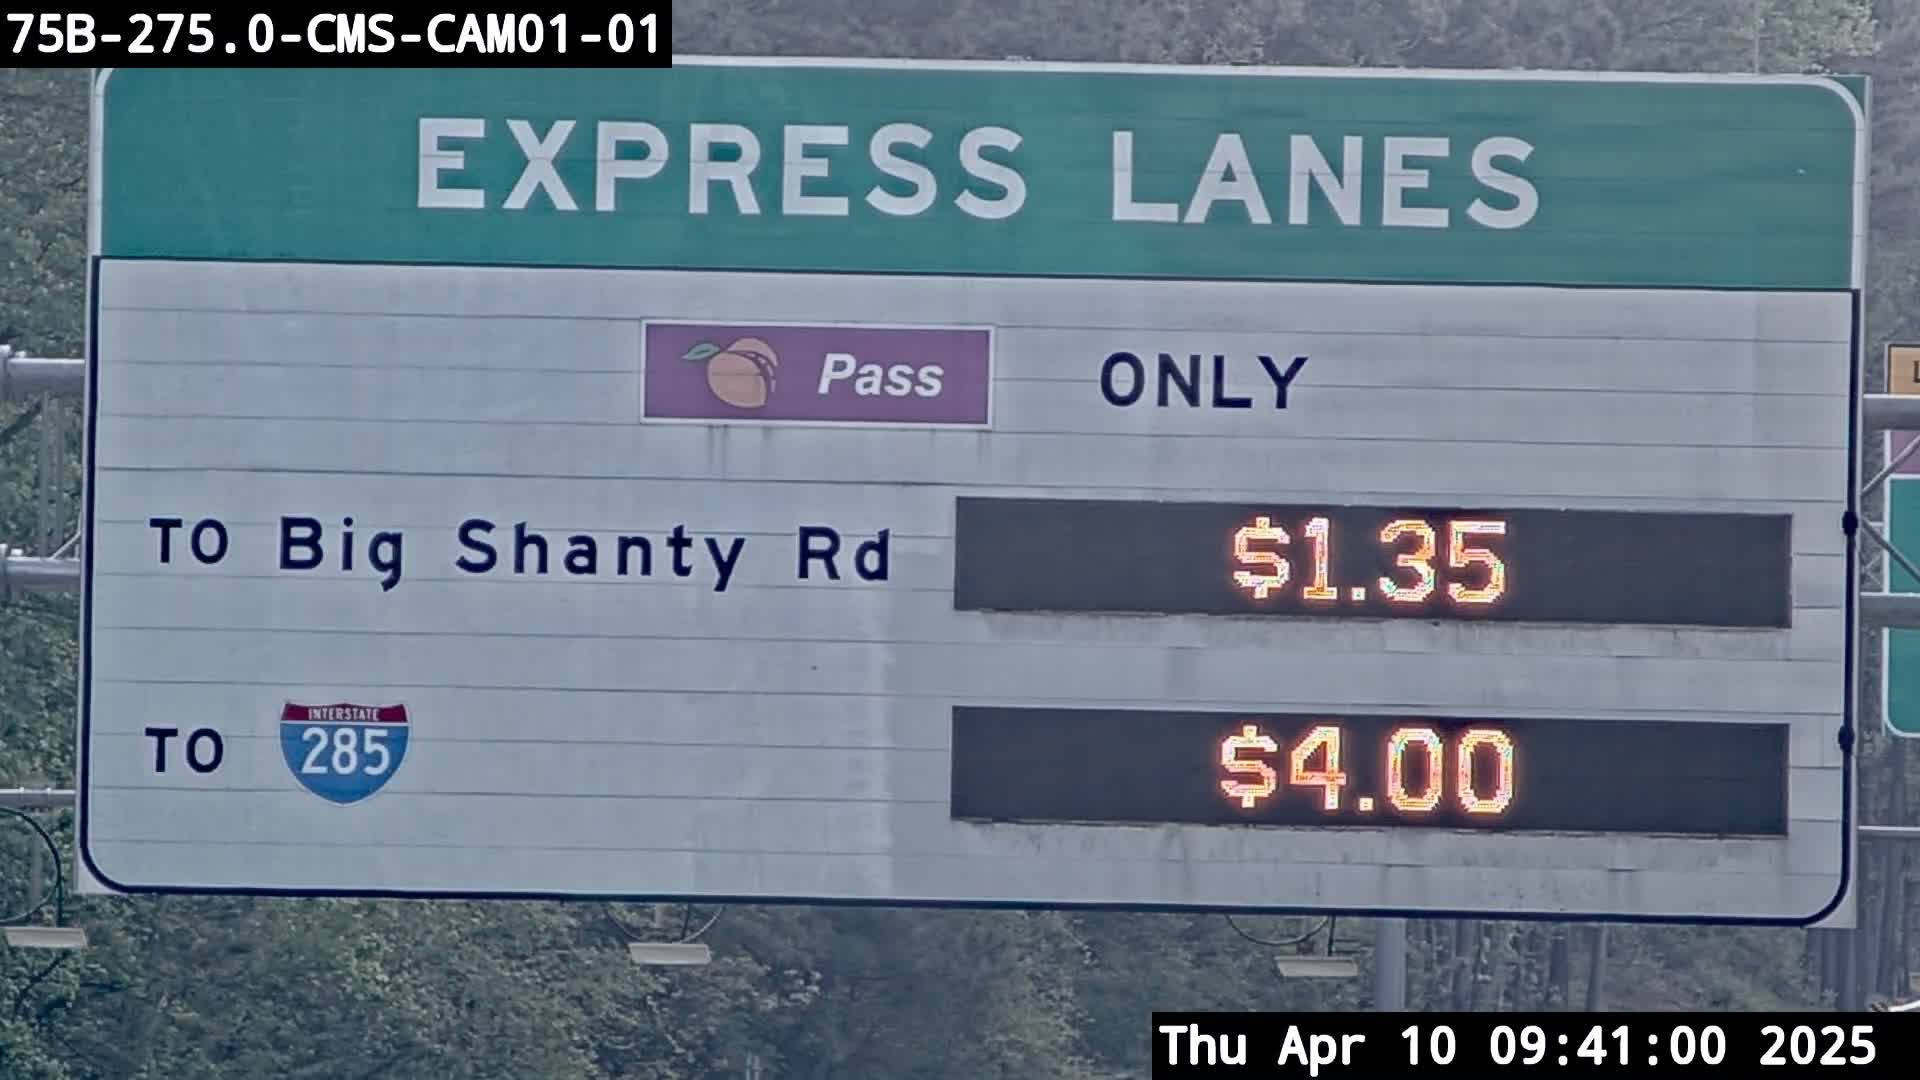 75B-275.0-CMS-CAM01-01
EXPRESS LANES
Pass ONLY
TO Big Shanty Rd $1.35
TO INTERSTATE 285 $4.00
Thu Apr 10 09:41:00 2025